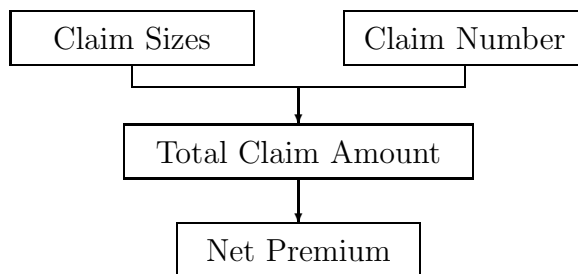 Claim Sizes
Claim Number
Total Claim Amount
Net Premium